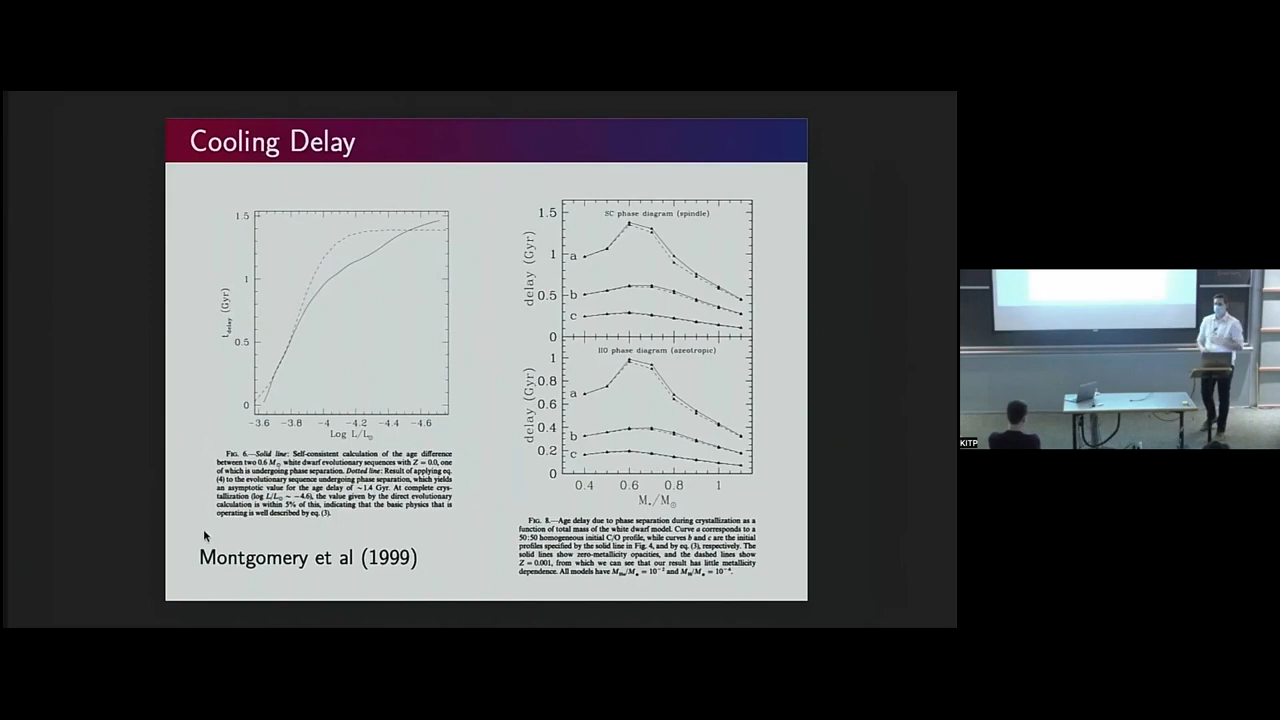 Cooling Delay
1.5
1
0.5
0
t_delay (Gyr)
-3.6 -3.8 -4 -4.2 -4.4 -4.6
Log L/L☉
FIG. 6.—Solid line: Self-consistent calculation of the age difference
between two 0.6 M☉ white dwarf evolutionary sequences with Z = 0.0, one
of which is undergoing phase separation. Dotted line: Result of applying eq.
(4) to the evolutionary sequence undergoing phase separation, which yields
an asymptotic value for the age delay of ~1.4 Gyr. At complete crys-
tallization (log L/L☉ ~ −4.6), the value given by the direct evolutionary
calculation is within 5% of this, indicating that the basic physics that is
operating is well described by eq. (3).
Montgomery et al (1999)
SC phase diagram (spindle)
1.5
1
0.5
0
delay (Gyr)
a
b
c
IIO phase diagram (azeotropic)
1
0.8
0.6
0.4
0.2
0
delay (Gyr)
a
b
c
0.4 0.6 0.8 1
M⋆/M☉
FIG. 8.—Age delay due to phase separation during crystallization as a
function of total mass of the white dwarf model. Curve a corresponds to a
50:50 homogeneous initial C/O profile, while curves b and c are the initial
profiles specified by the solid line in Fig. 4, and by eq. (3), respectively. The
solid lines show zero-metallicity opacities, and the dashed lines show
Z = 0.001, from which we can see that our result has little metallicity
dependence. All models have M_He/M⋆ = 10⁻² and M_H/M⋆ = 10⁻⁴.
KITP